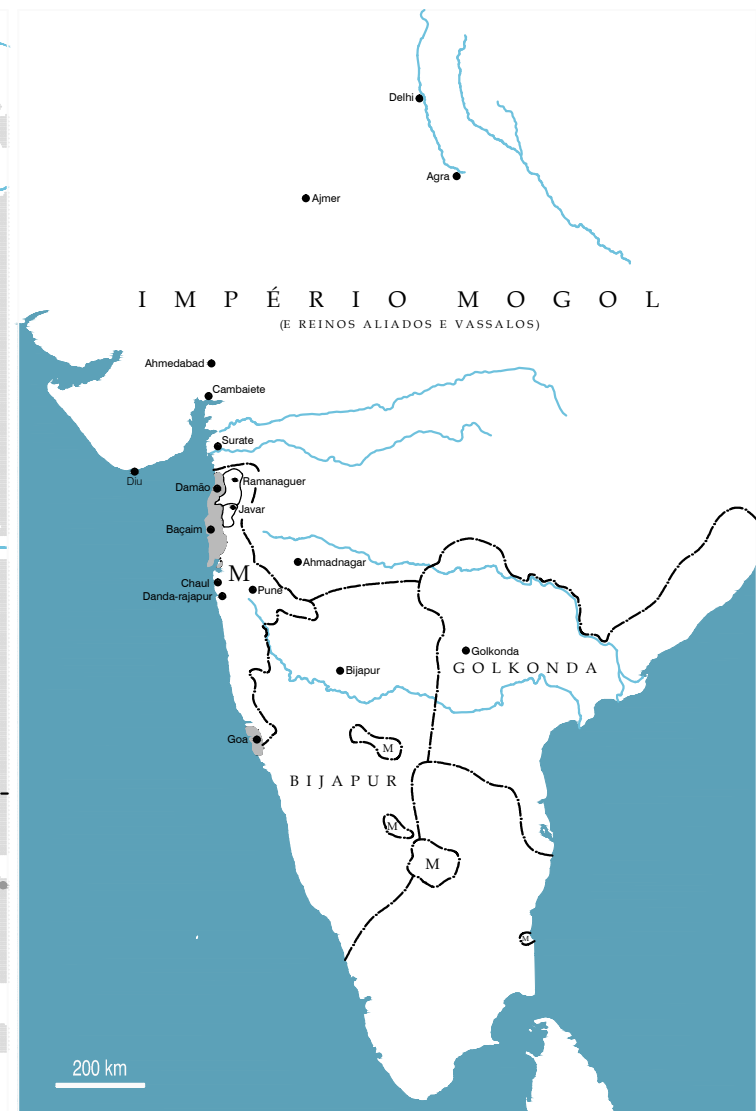 Delhi
Agra
Ajmer
IMPÉRIO MOGOL
(E REINOS ALIADOS E VASSALOS)
Ahmedabad
Cambaiete
Surate
Diu
Ramanaguer
Damão
Javar
Baçaim
Ahmadnagar
M
Chaul
Pune
Danda-rajapur
Golkonda
GOLKONDA
Bijapur
Goa
M
BIJAPUR
M
M
M
200 km